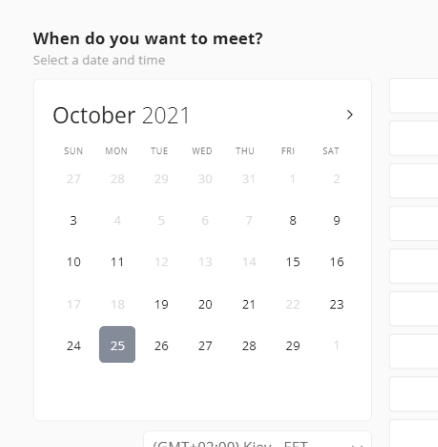 When do you want to meet?
Select a date and time
October 2021
SUN MON TUE WED THU FRI SAT
27 28 29 30 31 1 2
3 4 5 6 7 8 9
10 11 12 13 14 15 16
17 18 19 20 21 22 23
24 25 26 27 28 29 1
(GMT+03:00) Kiev - EET